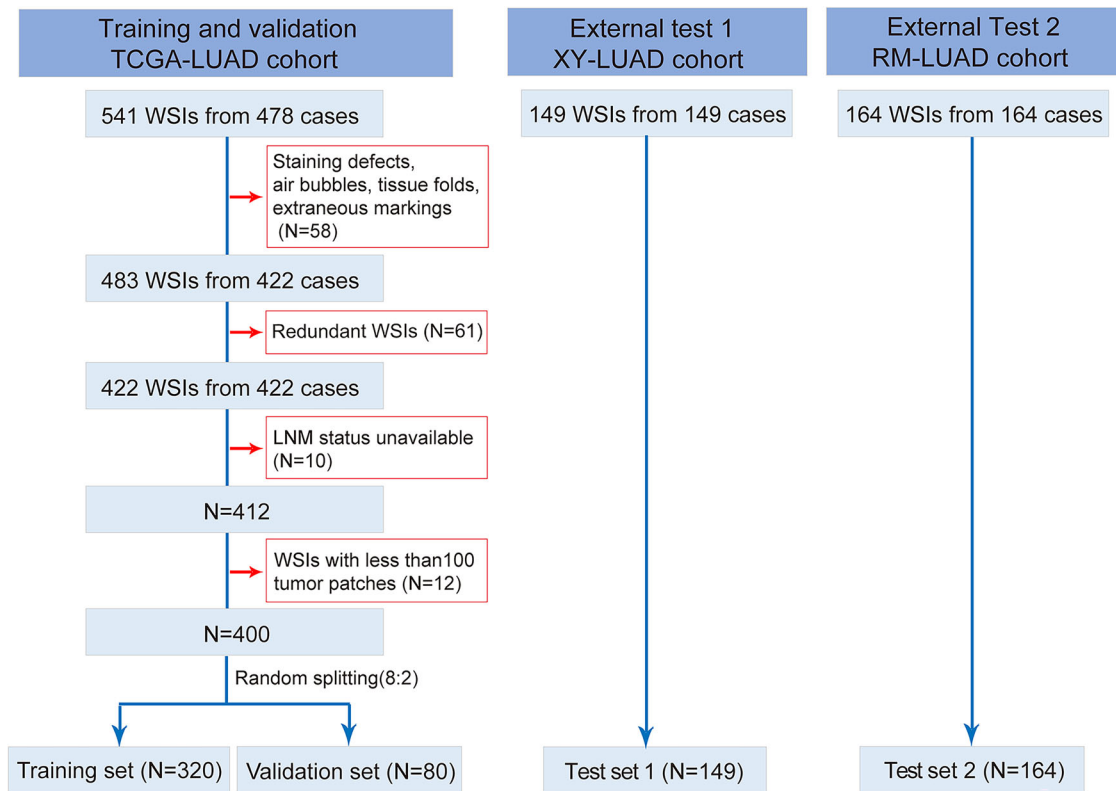 Training and validation
TCGA-LUAD cohort
541 WSIs from 478 cases
Staining defects,
air bubbles, tissue folds,
extraneous markings
(N=58)
483 WSIs from 422 cases
Redundant WSIs (N=61)
422 WSIs from 422 cases
LNM status unavailable
(N=10)
N=412
WSIs with less than100
tumor patches (N=12)
N=400
Random splitting(8:2)
Training set (N=320)
Validation set (N=80)
External test 1
XY-LUAD cohort
149 WSIs from 149 cases
Test set 1 (N=149)
External Test 2
RM-LUAD cohort
164 WSIs from 164 cases
Test set 2 (N=164)